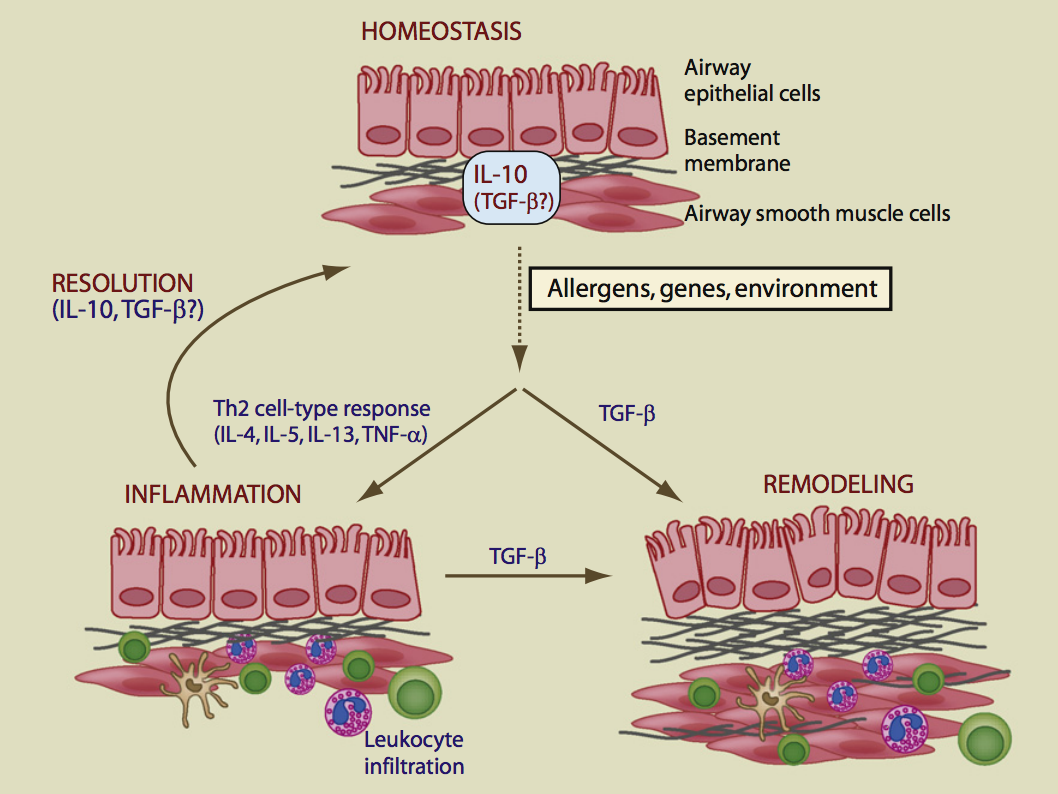 HOMEOSTASIS
Airway
epithelial cells
Basement
membrane
IL-10
(TGF-β?)
Airway smooth muscle cells
RESOLUTION
(IL-10, TGF-β?)
Allergens, genes, environment
Th2 cell-type response
(IL-4, IL-5, IL-13, TNF-α)
TGF-β
INFLAMMATION
REMODELING
TGF-β
Leukocyte
infiltration